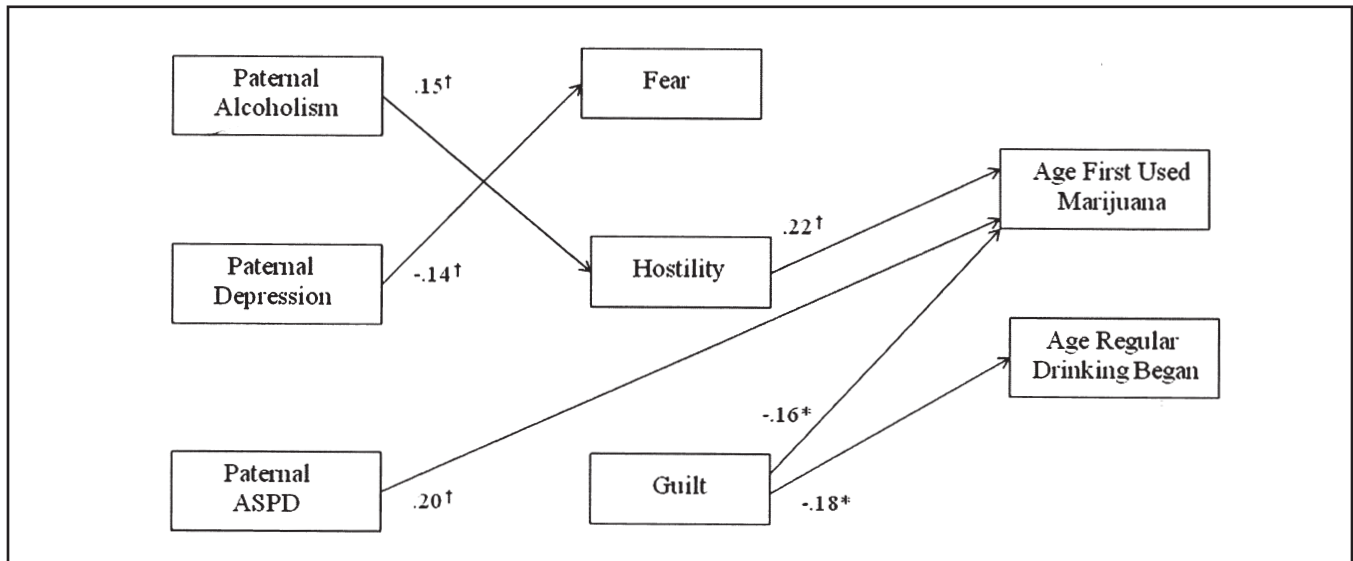 Paternal
Alcoholism
.15†
Fear
Age First Used
Marijuana
.22†
Paternal
Depression
-.14†
Hostility
Age Regular
Drinking Began
-.16*
Paternal
ASPD
.20†
Guilt
-.18*